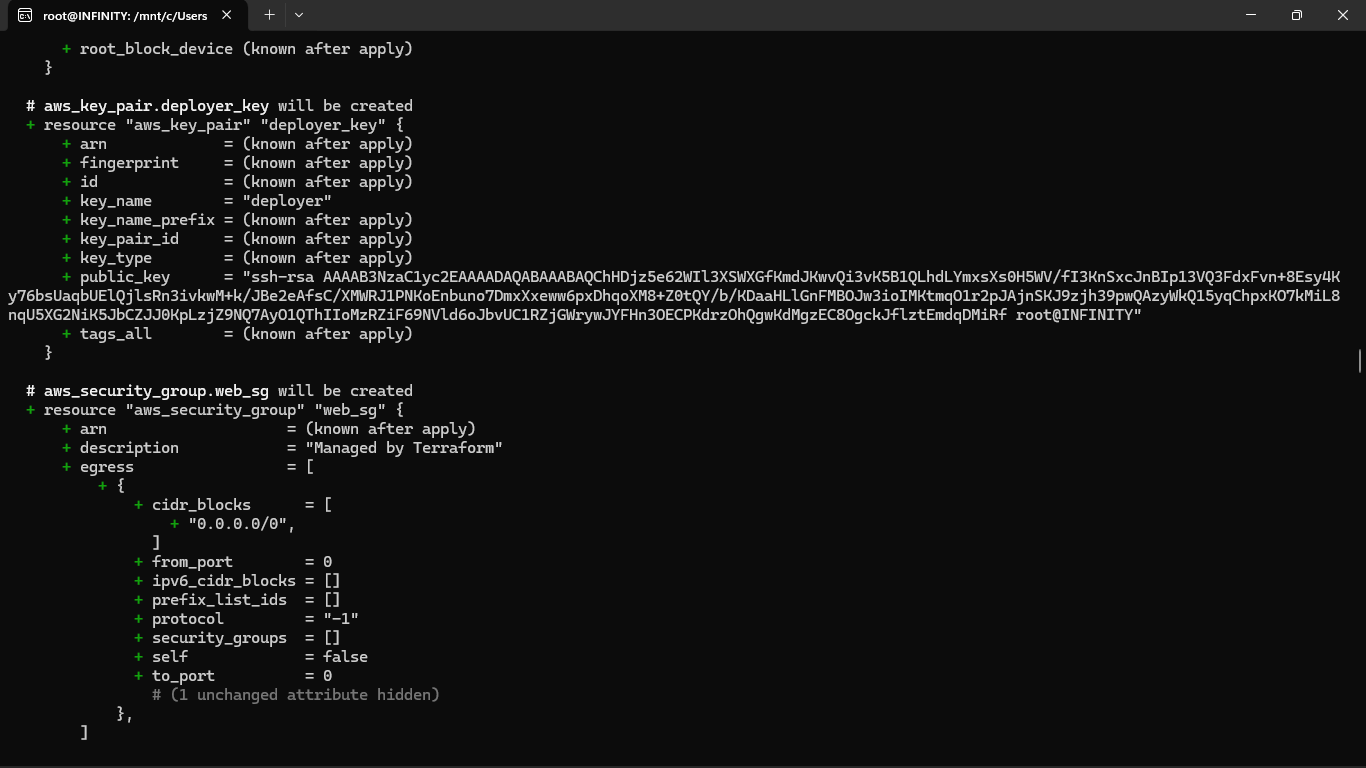 root@INFINITY: /mnt/c/Users
+ root_block_device (known after apply)
}
# aws_key_pair.deployer_key will be created
+ resource "aws_key_pair" "deployer_key" {
+ arn = (known after apply)
+ fingerprint = (known after apply)
+ id = (known after apply)
+ key_name = "deployer"
+ key_name_prefix = (known after apply)
+ key_pair_id = (known after apply)
+ key_type = (known after apply)
+ public_key = "ssh-rsa AAAAB3NzaC1yc2EAAAADAQABAAABAQChHDjz5e62WIl3XSWXGfKmdJKwvQi3vK5B1QLhdLYmxsXs0H5WV/fI3KnSxcJnBIp13VQ3FdxFvn+8Esy4K
y76bsUaqbUElQjlsRn3ivkwM+k/JBe2eAfsC/XMWRJ1PNKoEnbuno7DmxXxeww6pxDhqoXM8+Z0tQY/b/KDaaHLlGnFMBOJw3ioIMKtmqO1r2pJAjnSKJ9zjh39pwQAzyWkQ15yqChpxKO7kMiL8
nqU5XG2NiK5JbCZJJ0KpLzjZ9NQ7AyO1QThIIoMzRZiF69NVld6oJbvUC1RZjGWrywJYFHn3OECPKdrzOhQgwKdMgzEC8OgckJflztEmdqDMiRf root@INFINITY"
+ tags_all = (known after apply)
}
# aws_security_group.web_sg will be created
+ resource "aws_security_group" "web_sg" {
+ arn = (known after apply)
+ description = "Managed by Terraform"
+ egress = [
+ {
+ cidr_blocks = [
+ "0.0.0.0/0",
]
+ from_port = 0
+ ipv6_cidr_blocks = []
+ prefix_list_ids = []
+ protocol = "-1"
+ security_groups = []
+ self = false
+ to_port = 0
# (1 unchanged attribute hidden)
},
]